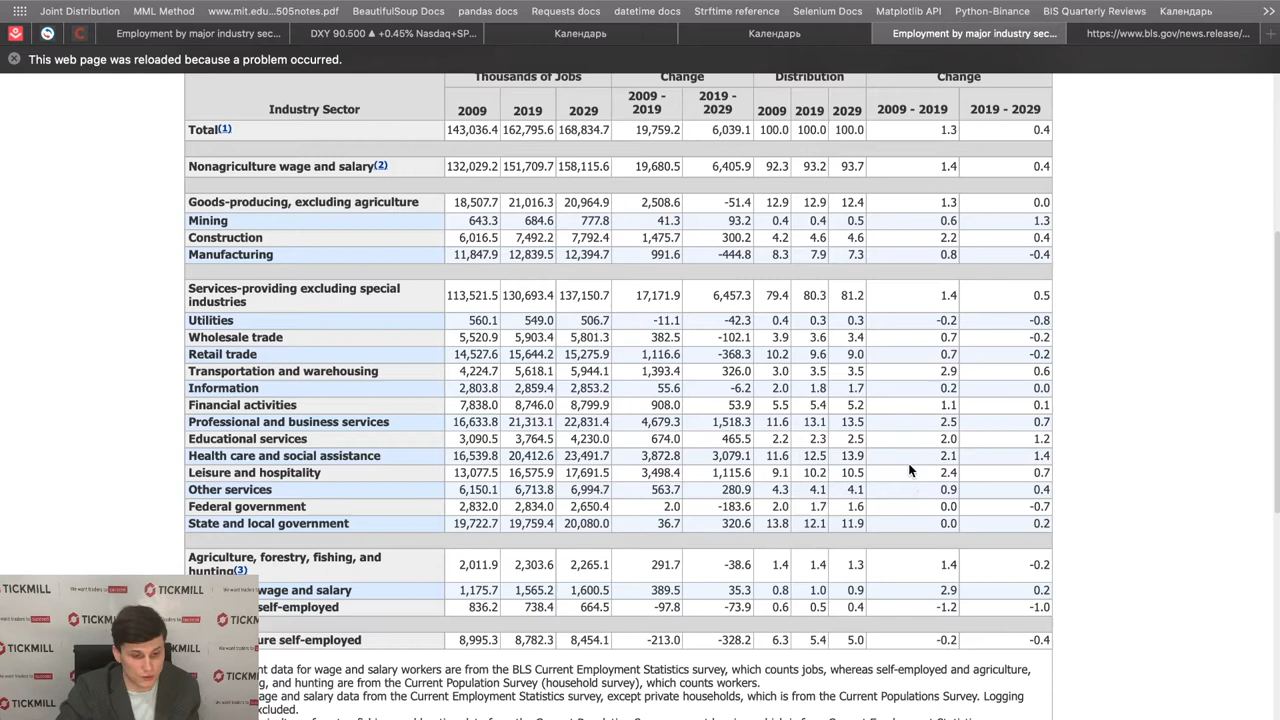 Joint Distribution MML Method www.mit.edu...505notes.pdf BeautifulSoup Docs pandas docs Requests docs datetime docs Strftime reference Selenium Docs Matplotlib API Python-Binance BIS Quarterly Reviews Календарь
Employment by major industry sec... DXY 90.500 ▲ +0.45% Nasdaq+SP... Календарь Календарь Employment by major industry sec... https://www.bls.gov/news.release/...
This web page was reloaded because a problem occurred.
Thousands of Jobs Change Distribution Change
Industry Sector 2009 2019 2029 2009 - 2019 2019 - 2029 2009 2019 2029 2009 - 2019 2019 - 2029
Total(1) 143,036.4 162,795.6 168,834.7 19,759.2 6,039.1 100.0 100.0 100.0 1.3 0.4
Nonagriculture wage and salary(2) 132,029.2 151,709.7 158,115.6 19,680.5 6,405.9 92.3 93.2 93.7 1.4 0.4
Goods-producing, excluding agriculture 18,507.7 21,016.3 20,964.9 2,508.6 -51.4 12.9 12.9 12.4 1.3 0.0
Mining 643.3 684.6 777.8 41.3 93.2 0.4 0.4 0.5 0.6 1.3
Construction 6,016.5 7,492.2 7,792.4 1,475.7 300.2 4.2 4.6 4.6 2.2 0.4
Manufacturing 11,847.9 12,839.5 12,394.7 991.6 -444.8 8.3 7.9 7.3 0.8 -0.4
Services-providing excluding special
industries 113,521.5 130,693.4 137,150.7 17,171.9 6,457.3 79.4 80.3 81.2 1.4 0.5
Utilities 560.1 549.0 506.7 -11.1 -42.3 0.4 0.3 0.3 -0.2 -0.8
Wholesale trade 5,520.9 5,903.4 5,801.3 382.5 -102.1 3.9 3.6 3.4 0.7 -0.2
Retail trade 14,527.6 15,644.2 15,275.9 1,116.6 -368.3 10.2 9.6 9.0 0.7 -0.2
Transportation and warehousing 4,224.7 5,618.1 5,944.1 1,393.4 326.0 3.0 3.5 3.5 2.9 0.6
Information 2,803.8 2,859.4 2,853.2 55.6 -6.2 2.0 1.8 1.7 0.2 0.0
Financial activities 7,838.0 8,746.0 8,799.9 908.0 53.9 5.5 5.4 5.2 1.1 0.1
Professional and business services 16,633.8 21,313.1 22,831.4 4,679.3 1,518.3 11.6 13.1 13.5 2.5 0.7
Educational services 3,090.5 3,764.5 4,230.0 674.0 465.5 2.2 2.3 2.5 2.0 1.2
Health care and social assistance 16,539.8 20,412.6 23,491.7 3,872.8 3,079.1 11.6 12.5 13.9 2.1 1.4
Leisure and hospitality 13,077.5 16,575.9 17,691.5 3,498.4 1,115.6 9.1 10.2 10.5 2.4 0.7
Other services 6,150.1 6,713.8 6,994.7 563.7 280.9 4.3 4.1 4.1 0.9 0.4
Federal government 2,832.0 2,834.0 2,650.4 2.0 -183.6 2.0 1.7 1.6 0.0 -0.7
State and local government 19,722.7 19,759.4 20,080.0 36.7 320.6 13.8 12.1 11.9 0.0 0.2
Agriculture, forestry, fishing, and
hunting(3) 2,011.9 2,303.6 2,265.1 291.7 -38.6 1.4 1.4 1.3 1.4 -0.2
wage and salary 1,175.7 1,565.2 1,600.5 389.5 35.3 0.8 1.0 0.9 2.9 0.2
self-employed 836.2 738.4 664.5 -97.8 -73.9 0.6 0.5 0.4 -1.2 -1.0
ure self-employed 8,995.3 8,782.3 8,454.1 -213.0 -328.2 6.3 5.4 5.0 -0.2 -0.4
nt data for wage and salary workers are from the BLS Current Employment Statistics survey, which counts jobs, whereas self-employed and agriculture,
g, and hunting are from the Current Population Survey (household survey), which counts workers.
age and salary data from the Current Employment Statistics survey, except private households, which is from the Current Populations Survey. Logging
xcluded.
TICKMILL
TICKMILL